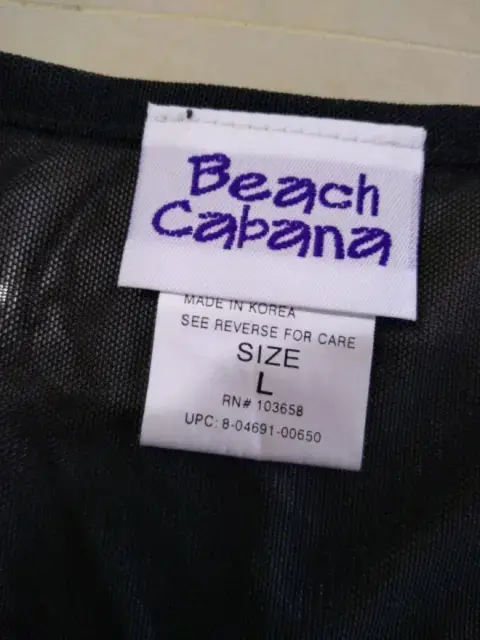 Beach
Cabana
MADE IN KOREA
SEE REVERSE FOR CARE
SIZE
L
RN# 103658
UPC: 8-04691-00650